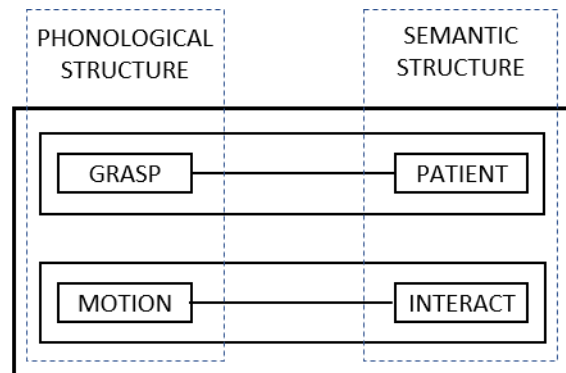 PHONOLOGICAL
STRUCTURE
SEMANTIC
STRUCTURE
GRASP
PATIENT
MOTION
INTERACT